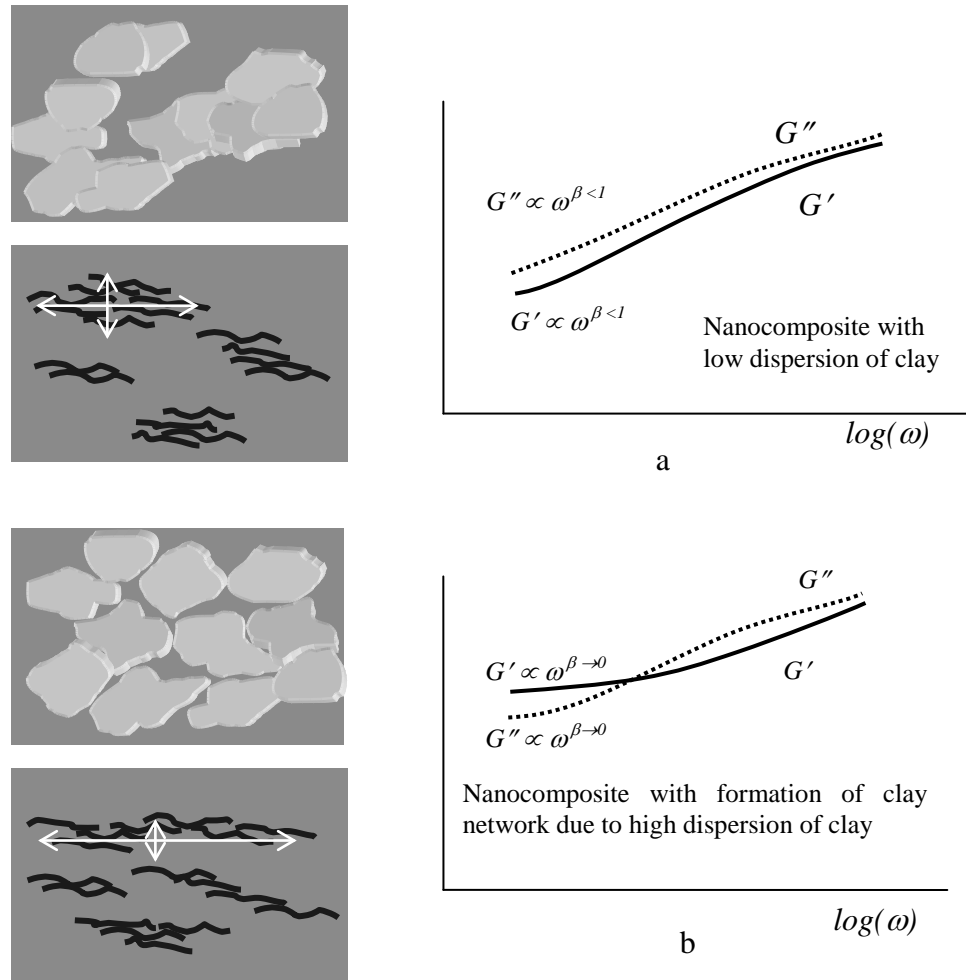 G″
G″ ∝ ω^β<1
G′
G′ ∝ ω^β<1
Nanocomposite with
low dispersion of clay
log(ω)
a
G″
G′ ∝ ω^β→0
G′
G″ ∝ ω^β→0
Nanocomposite with formation of clay
network due to high dispersion of clay
log(ω)
b